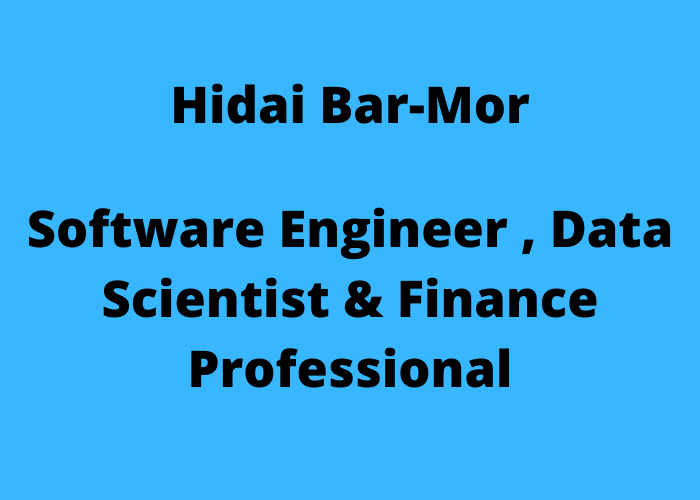 Hidai Bar-Mor
Software Engineer , Data
Scientist & Finance
Professional